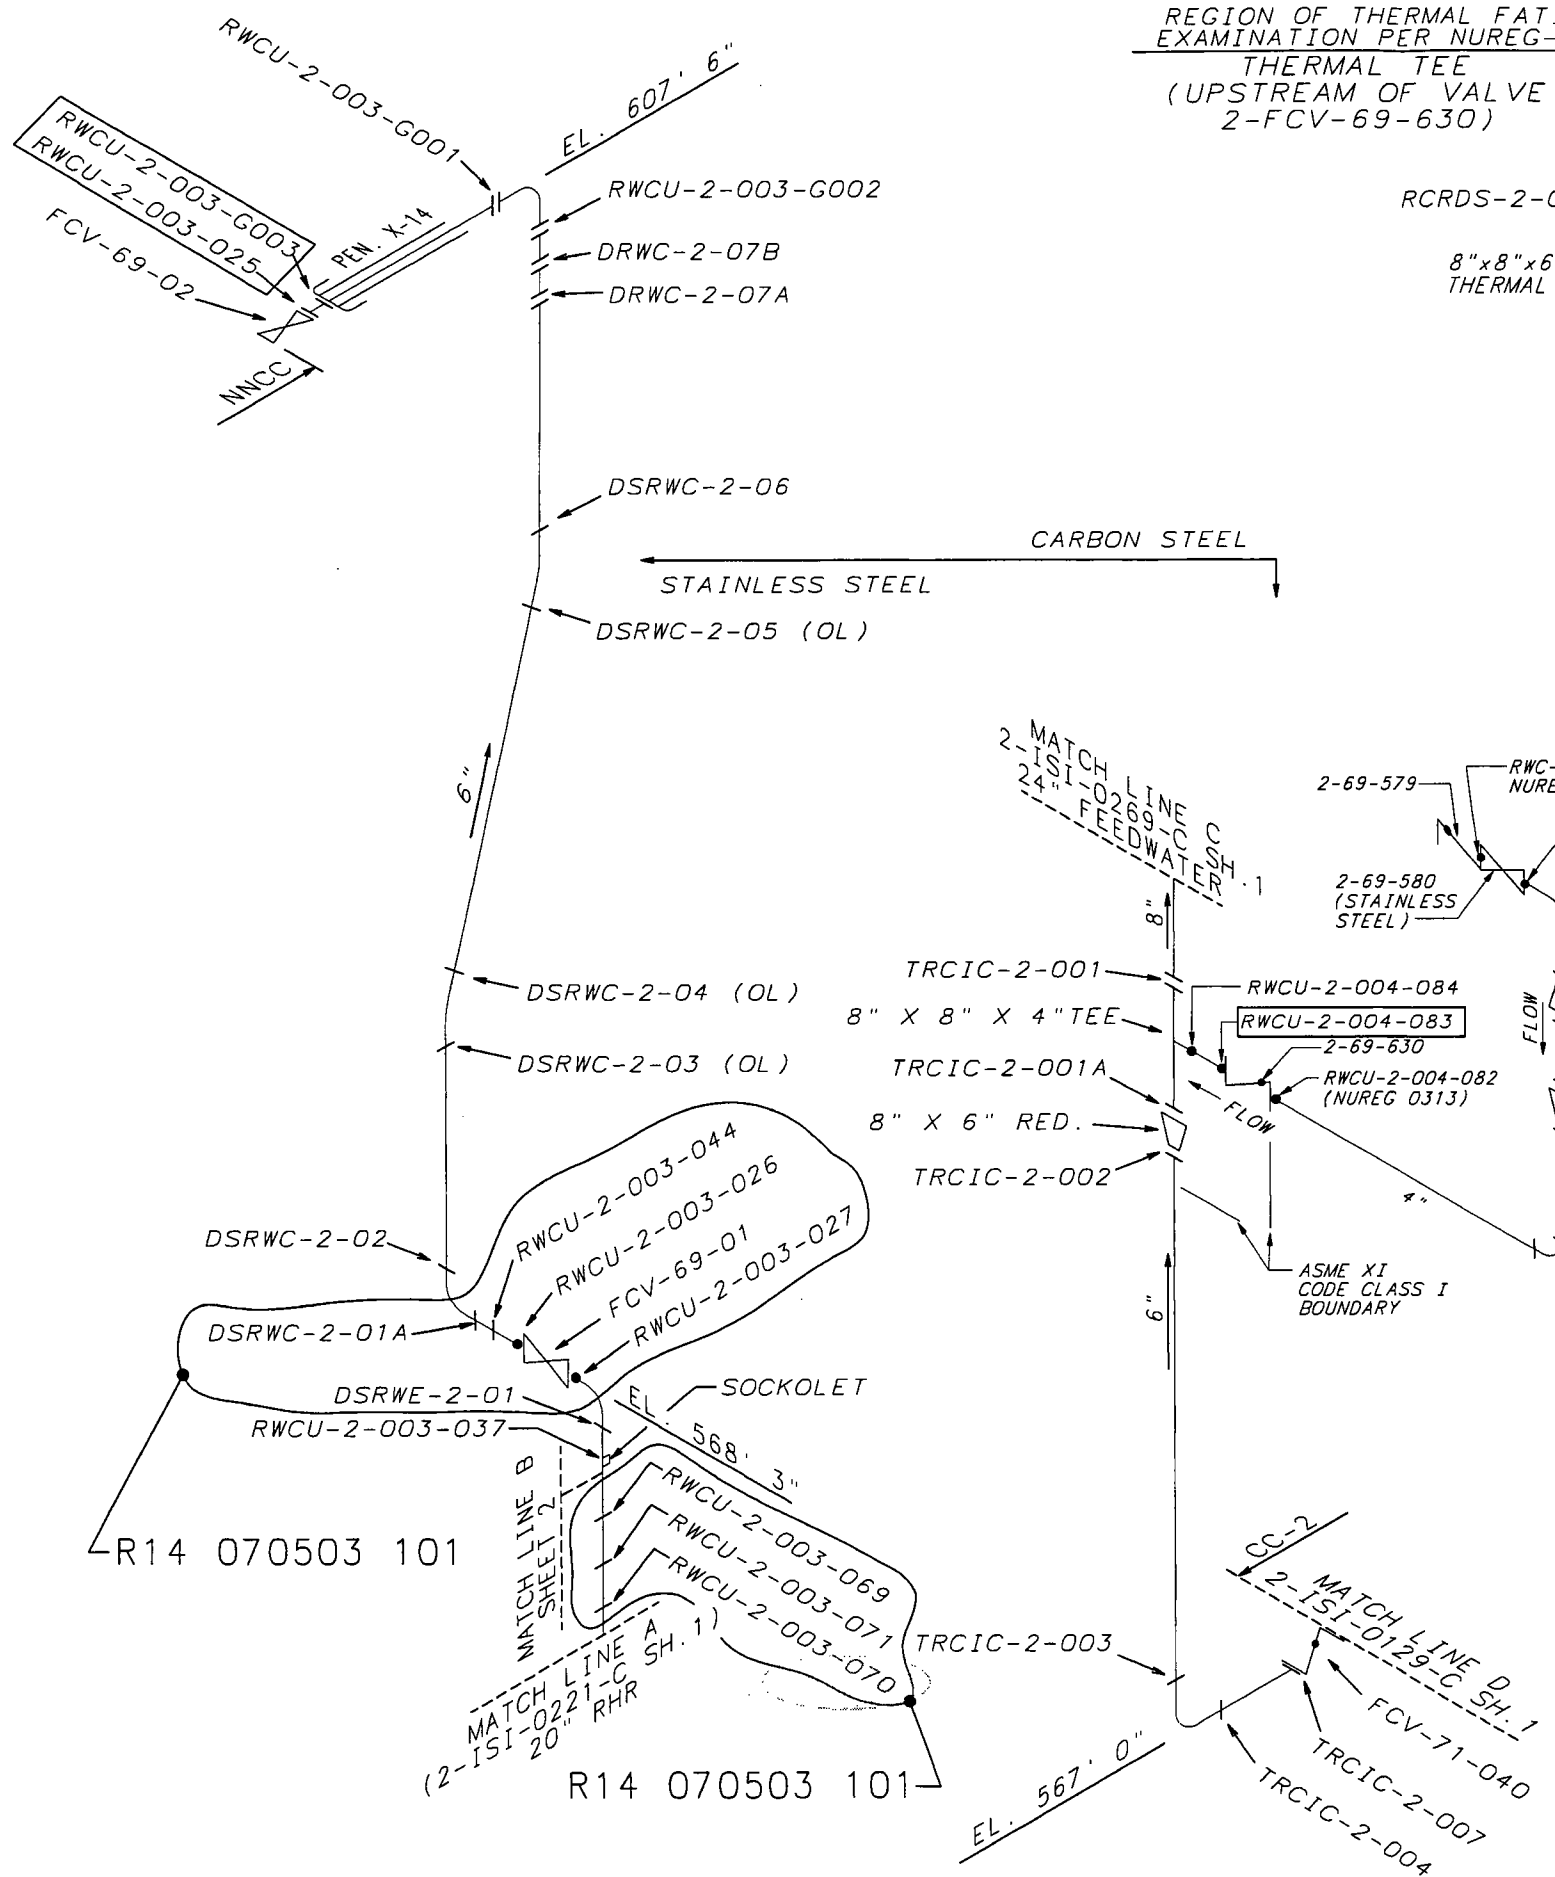 REGION OF THERMAL
EXAMINATION PER NUREG-
THERMAL TEE
(UPSTREAM OF VALVE
2-FCV-69-630)
RWCU-2-003-G001
EL. 607' 6"
RWCU-2-003-G003
RWCU-2-003-025
FCV-69-02
PEN. X-14
NNCC
RWCU-2-003-G002
DRWC-2-07B
DRWC-2-07A
RCRDS-2-
8"x8"x6
THERMAL
DSRWC-2-06
CARBON STEEL
STAINLESS STEEL
DSRWC-2-05 (OL)
6"
MATCH LINE C
2-ISI-0269-C SH.1
24" FEEDWATER
2-69-579
RWC-
2-69-580
(STAINLESS
STEEL)
8"
DSRWC-2-04 (OL)
DSRWC-2-03 (OL)
TRCIC-2-001
8" X 8" X 4" TEE
TRCIC-2-001A
8" X 6" RED.
TRCIC-2-002
RWCU-2-004-084
RWCU-2-004-083
2-69-630
RWCU-2-004-082
(NUREG 0313)
FLOW
FLOW
4"
ASME XI
CODE CLASS I
BOUNDARY
6"
DSRWC-2-02
RWCU-2-003-044
RWCU-2-003-026
FCV-69-01
RWCU-2-003-027
DSRWC-2-01A
DSRWE-2-01
RWCU-2-003-037
SOCKOLET
EL. 568' 3"
MATCH LINE B
SHEET 2
RWCU-2-003-069
RWCU-2-003-071
RWCU-2-003-070
R14 070503 101
MATCH LINE A
(2-ISI-0221-C SH.1)
20" RHR
R14 070503 101
TRCIC-2-003
EL. 567' 0"
CC-2
MATCH LINE D
2-ISI-0129-C SH.1
FCV-71-040
TRCIC-2-007
TRCIC-2-004